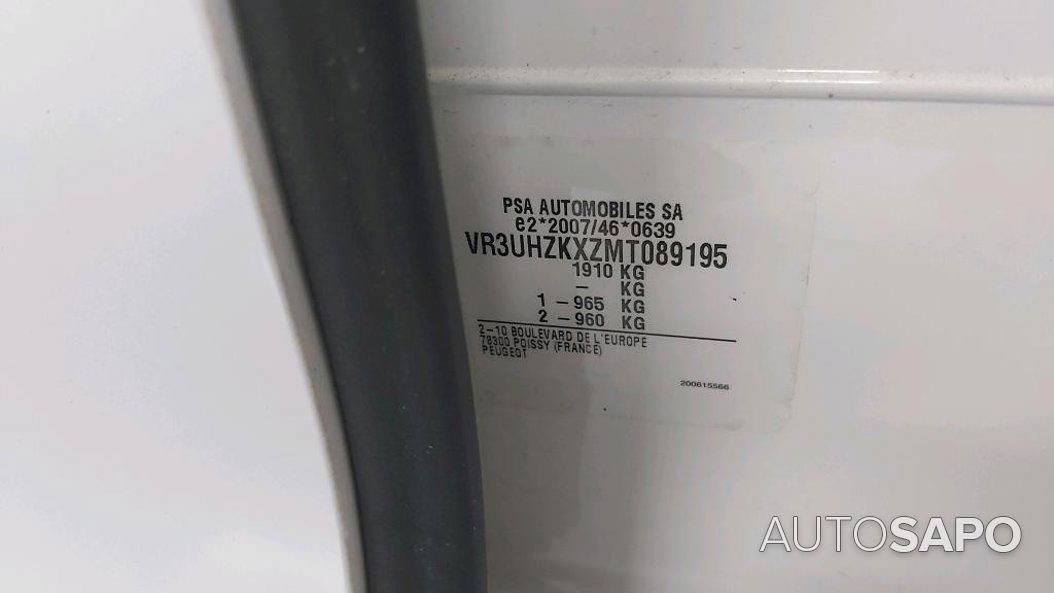 PSA AUTOMOBILES SA
e2*2007/46*0639
VR3UHZKXZMT089195
1910 KG
– KG
1 – 965 KG
2 – 960 KG
2–10 BOULEVARD DE L'EUROPE
78300 POISSY (FRANCE)
PEUGEOT
200615566
AUTOSAPO